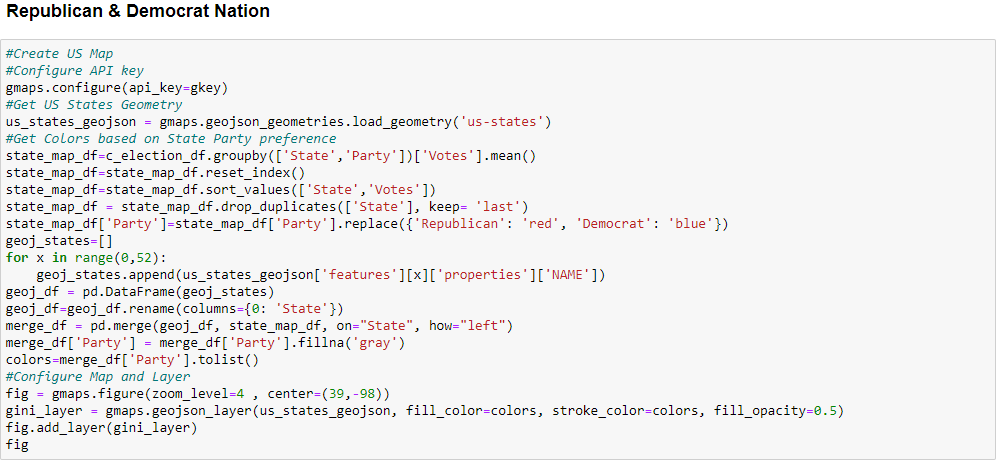 Republican & Democrat Nation
#Create US Map
#Configure API key
gmaps.configure(api_key=gkey)
#Get US States Geometry
us_states_geojson = gmaps.geojson_geometries.load_geometry('us-states')
#Get Colors based on State Party preference
state_map_df=c_election_df.groupby(['State','Party'])['Votes'].mean()
state_map_df=state_map_df.reset_index()
state_map_df=state_map_df.sort_values(['State','Votes'])
state_map_df = state_map_df.drop_duplicates(['State'], keep= 'last')
state_map_df['Party']=state_map_df['Party'].replace({'Republican': 'red', 'Democrat': 'blue'})
geoj_states=[]
for x in range(0,52):
    geoj_states.append(us_states_geojson['features'][x]['properties']['NAME'])
geoj_df = pd.DataFrame(geoj_states)
geoj_df=geoj_df.rename(columns={0: 'State'})
merge_df = pd.merge(geoj_df, state_map_df, on="State", how="left")
merge_df['Party'] = merge_df['Party'].fillna('gray')
colors=merge_df['Party'].tolist()
#Configure Map and Layer
fig = gmaps.figure(zoom_level=4 , center=(39,-98))
gini_layer = gmaps.geojson_layer(us_states_geojson, fill_color=colors, stroke_color=colors, fill_opacity=0.5)
fig.add_layer(gini_layer)
fig